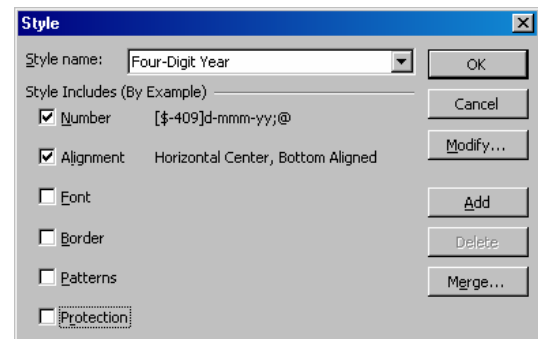 Style
Style name: Four-Digit Year
OK
Style Includes (By Example)
Cancel
Number [$-409]d-mmm-yy;@
Modify...
Alignment Horizontal Center, Bottom Aligned
Font
Add
Border
Delete
Patterns
Merge...
Protection